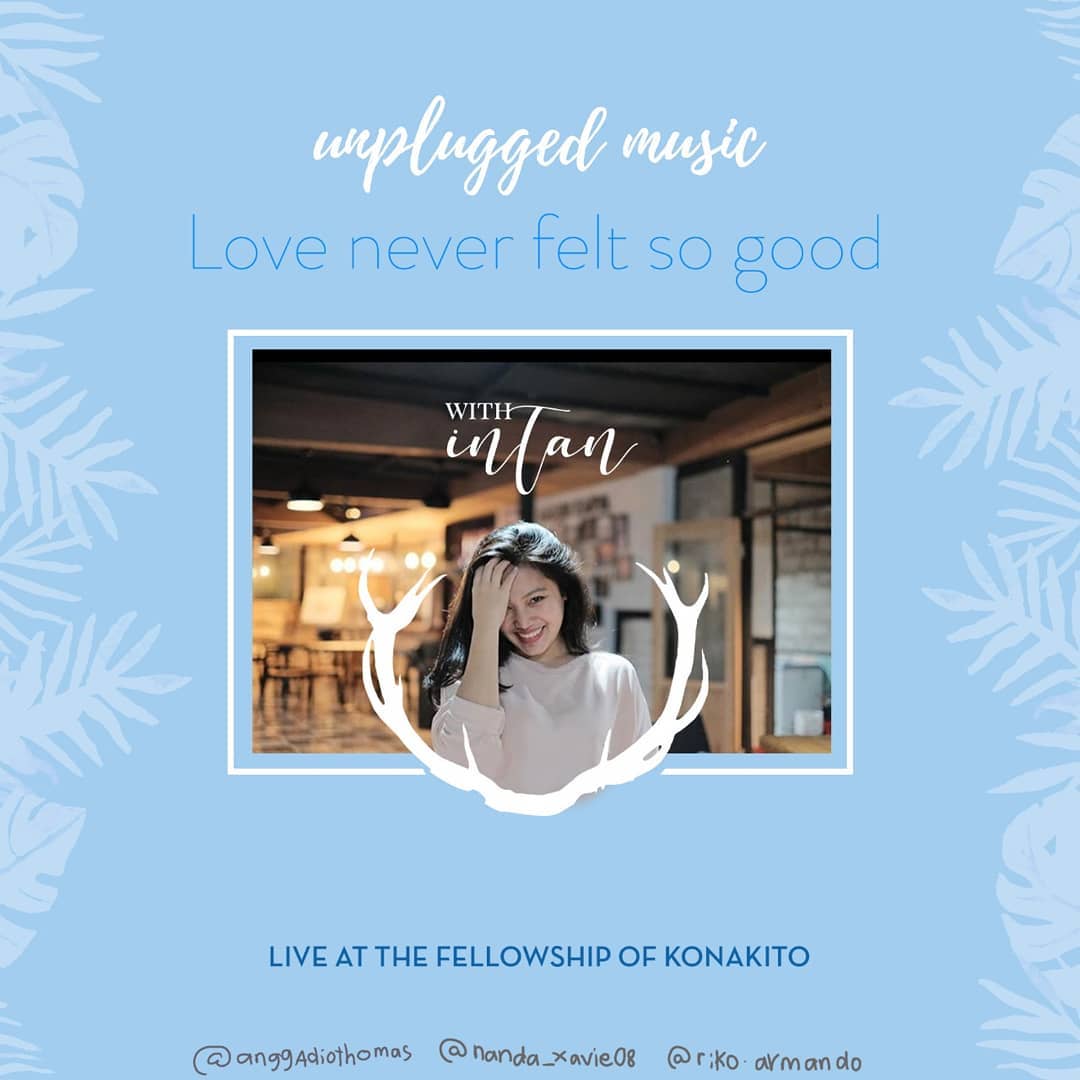 unplugged music
Love never felt so good
WITH
inTan
LIVE AT THE FELLOWSHIP OF KONAKITO
@anggAdiothomas @nanda_xavie08 @riko.armando